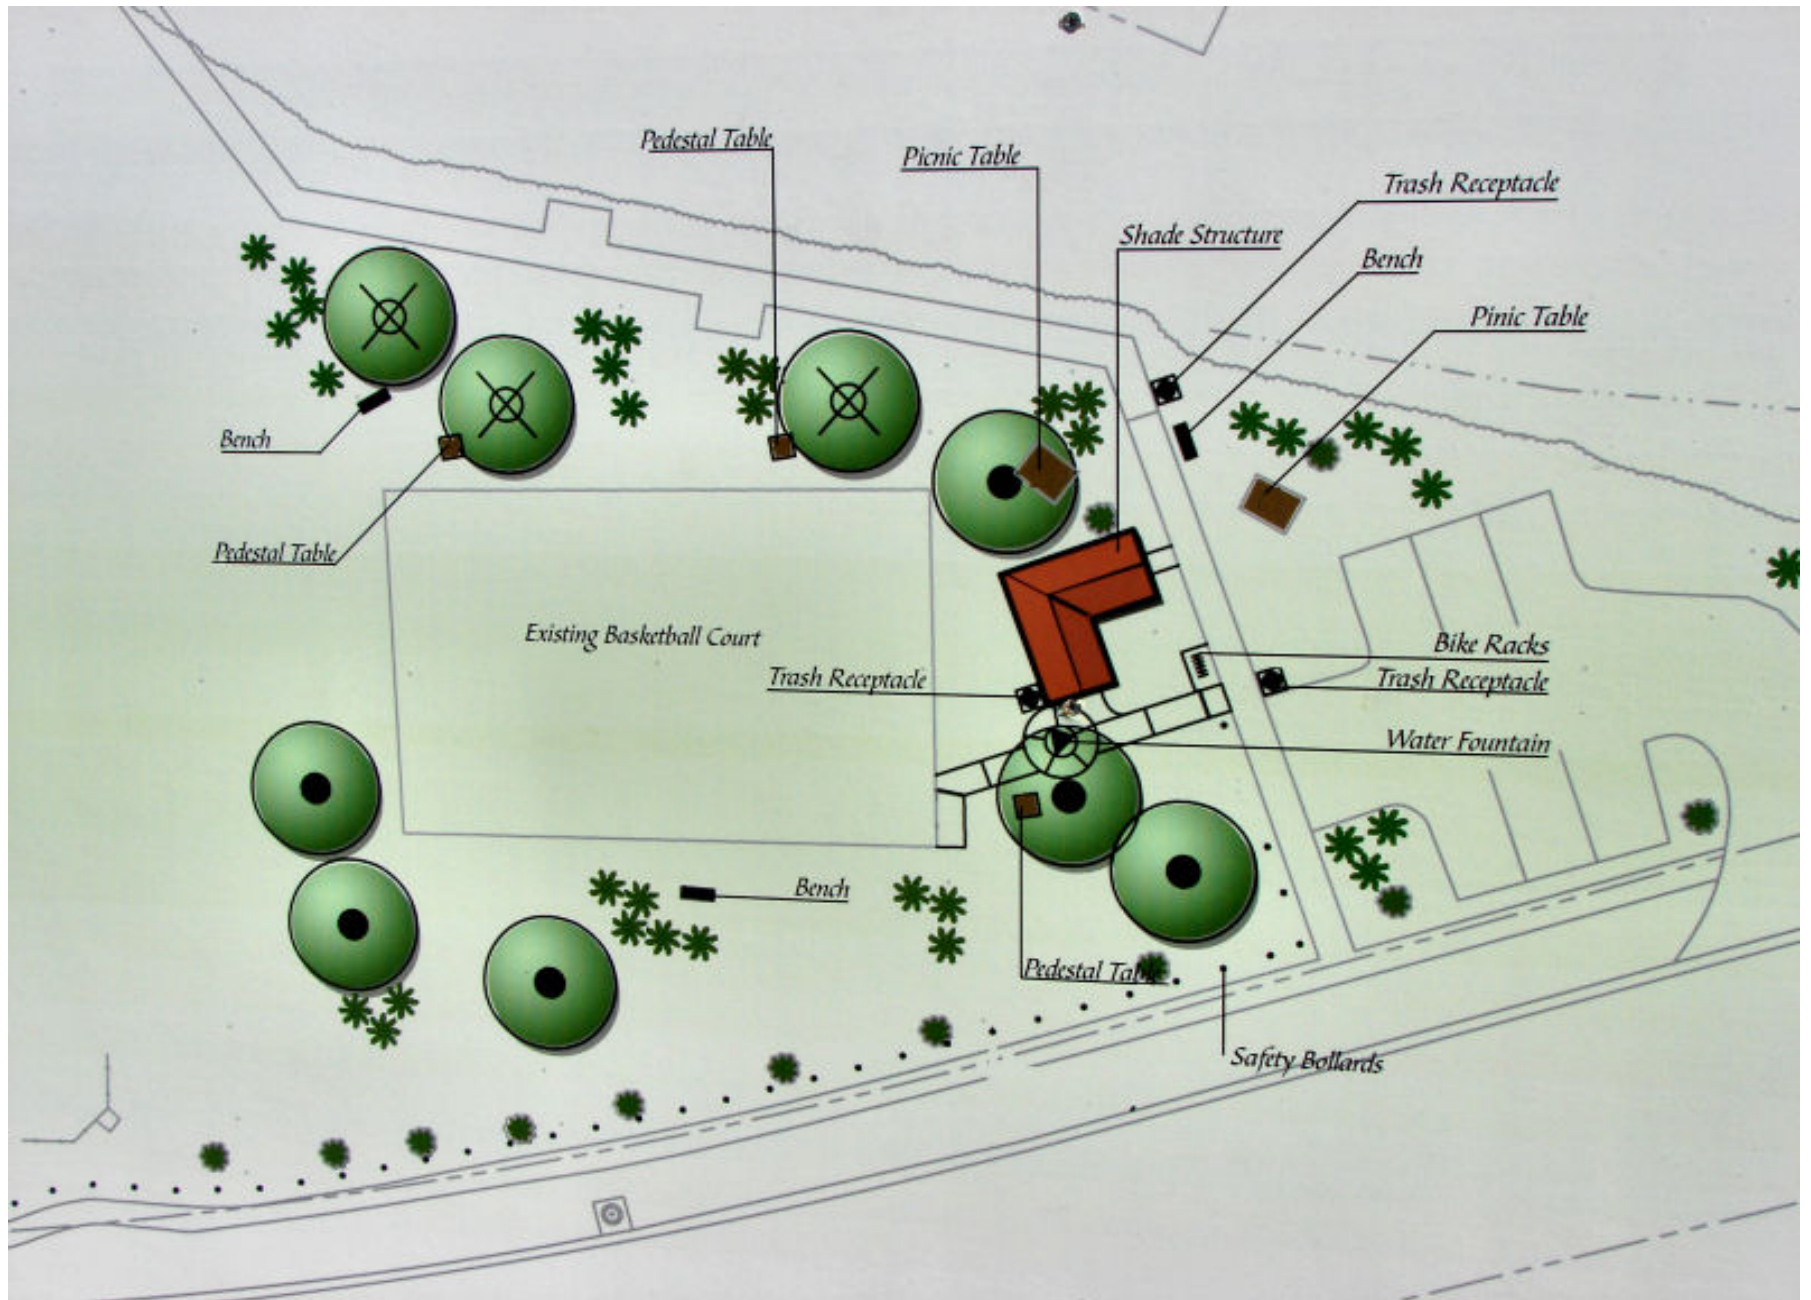 Pedestal Table
Picnic Table
Trash Receptacle
Shade Structure
Bench
Pinic Table
Bench
Pedestal Table
Existing Basketball Court
Bike Racks
Trash Receptacle
Trash Receptacle
Water Fountain
Bench
Pedestal Table
Safety Bollards